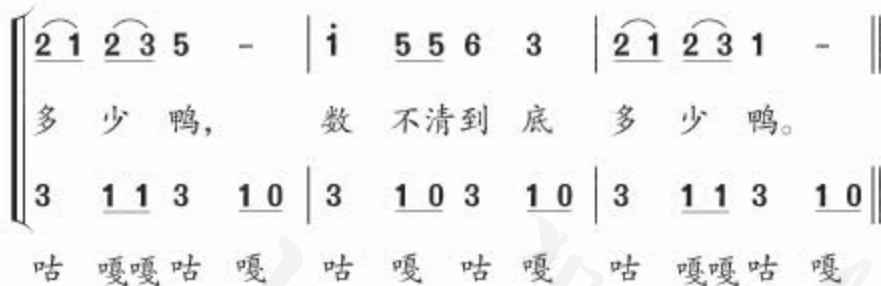 2 1 2 3 5 - | i 5 5 6 3 | 2 1 2 3 1 - ‖
多 少 鸭, 数 不清到 底 多 少 鸭。
3 1 1 3 1 0 | 3 1 0 3 1 0 | 3 1 1 3 1 0 ‖
咕 嘎嘎 咕 嘎 咕 嘎 咕 嘎 咕 嘎嘎 咕 嘎